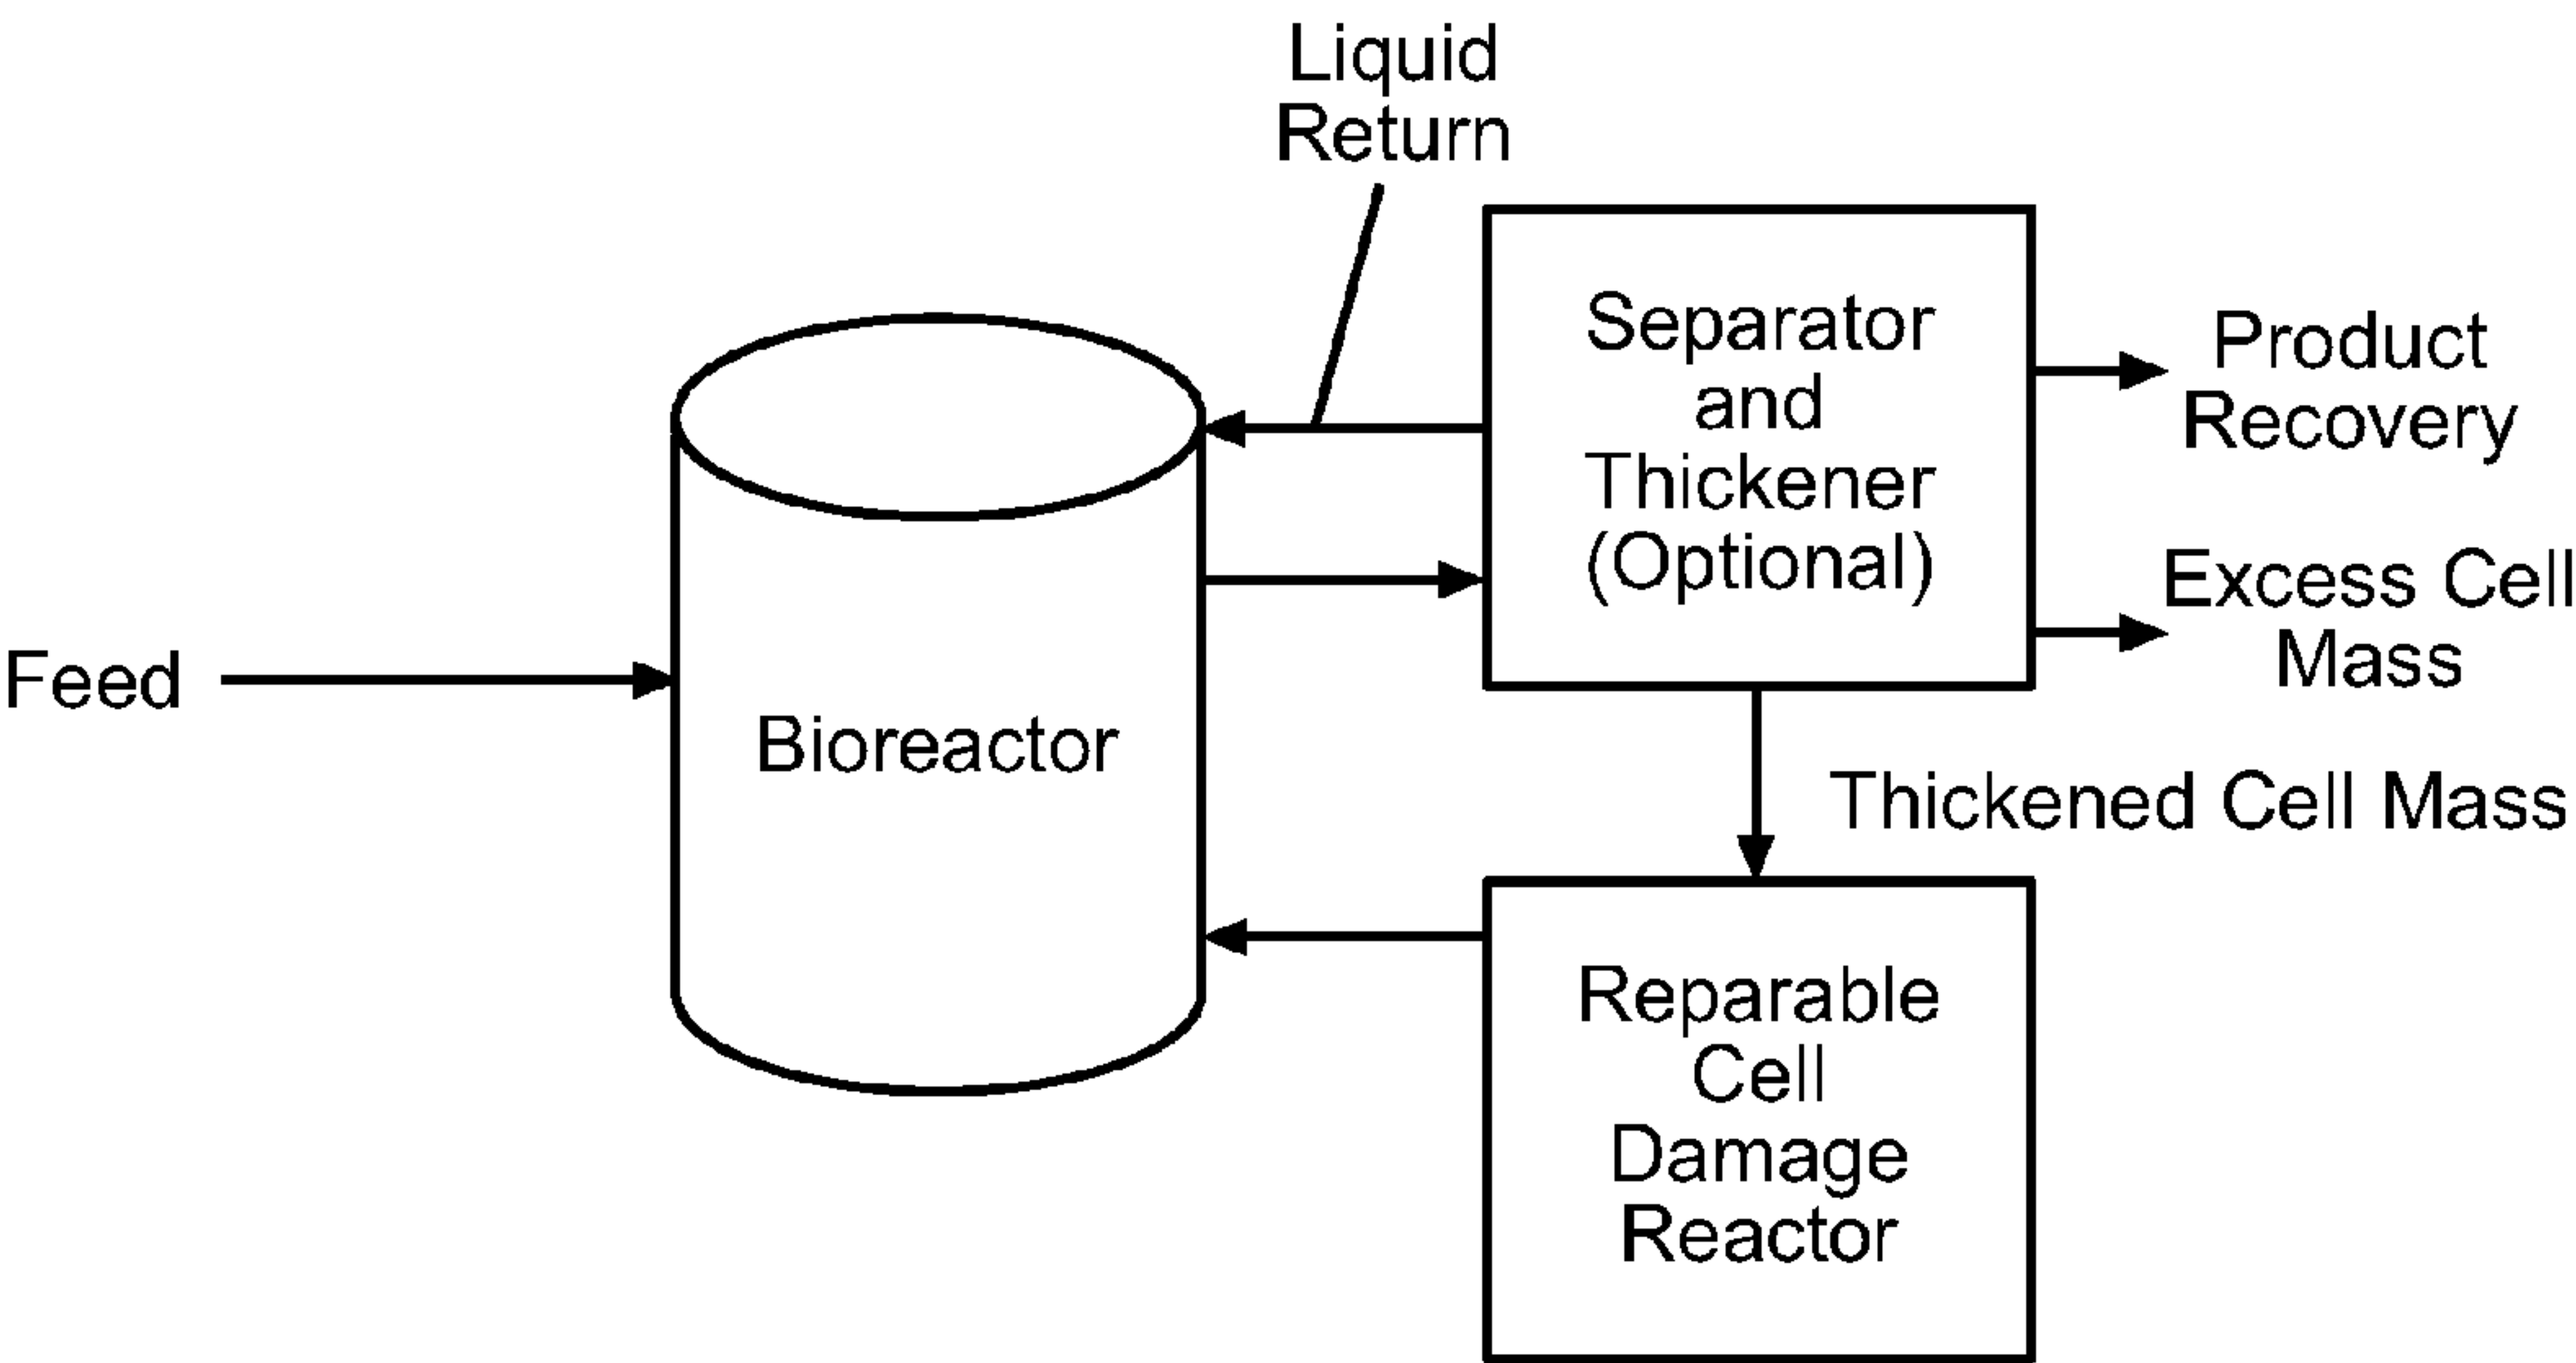 Liquid
Return
Separator
and
Thickener
(Optional)
Product
Recovery
Excess Cell
Mass
Feed
Bioreactor
Thickened Cell Mass
Reparable
Cell
Damage
Reactor